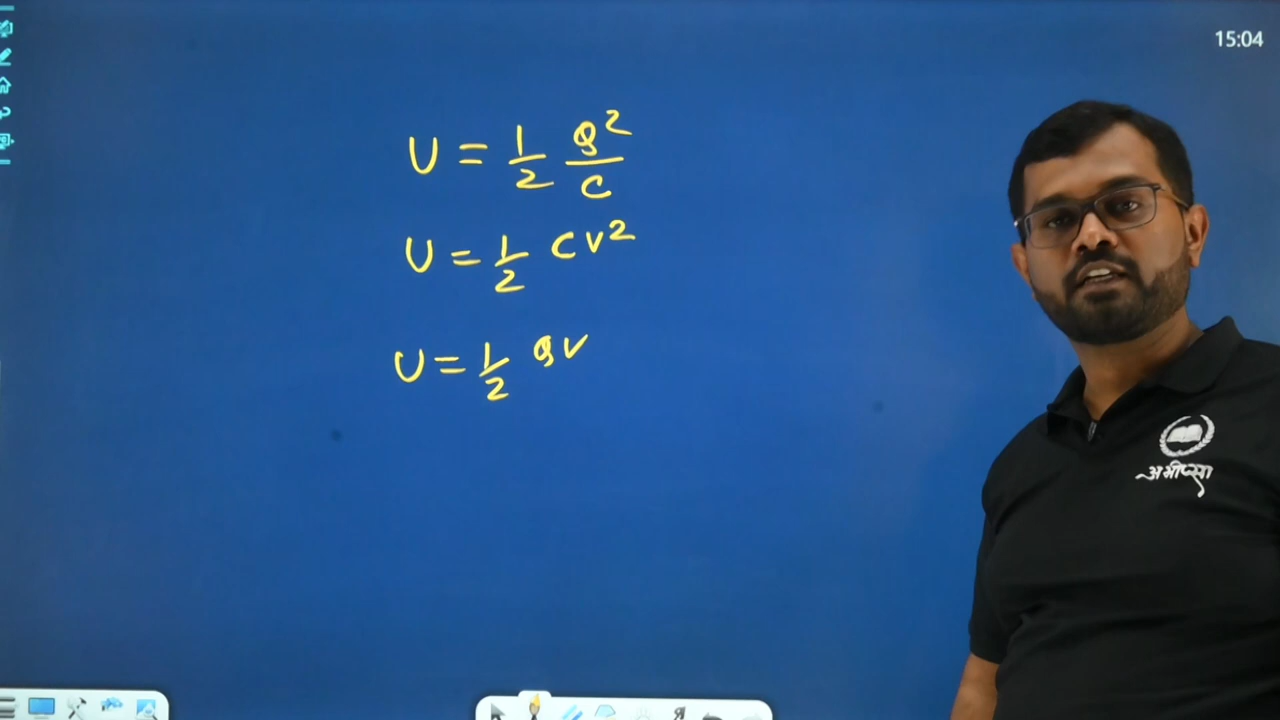 15:04
U = 1/2 Q²/C
U = 1/2 CV²
U = 1/2 QV
अभीप्सा